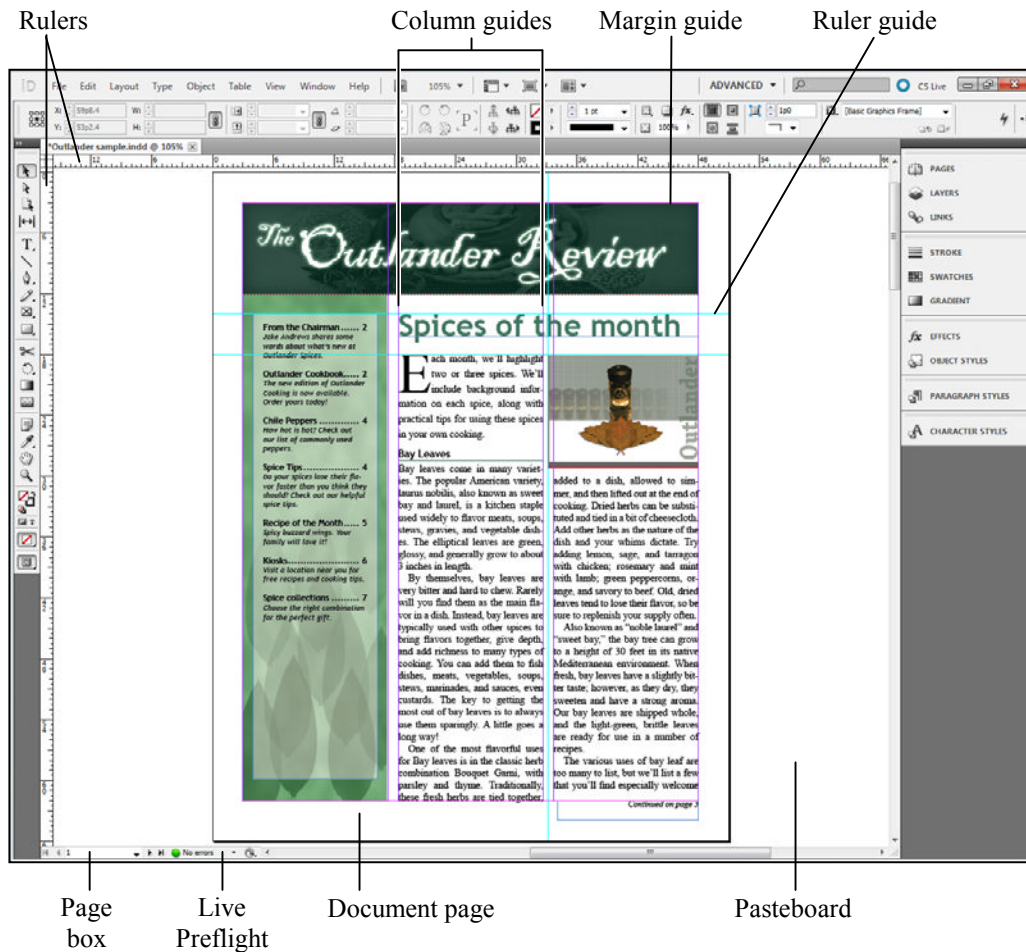 Rulers
Column guides
Margin guide
Ruler guide
File Edit Layout Type Object Table View Window Help
105%
ADVANCED
CS Live
X: 59p8.4 W:
1 pt
1p0
[Basic Graphics Frame]
Y: 53p2.4 H:
100%
*Outlander sample.indd @ 105%
12 6 0 6 12 18 24 30 36 42 48 54 60 66
PAGES
LAYERS
LINKS
STROKE
SWATCHES
GRADIENT
EFFECTS
OBJECT STYLES
PARAGRAPH STYLES
CHARACTER STYLES
The Outlander Review
From the Chairman...... 2
Jake Andrews shares some
words about what's new at
Outlander Spices.
Outlander Cookbook..... 2
The new edition of Outlander
Cooking is now available.
Order yours today!
Chile Peppers .............. 4
How hot is hot? Check out
our list of commonly used
peppers.
Spice Tips.................... 4
Do your spices lose their fla-
vor faster than you think they
should? Check out our helpful
spice tips.
Recipe of the Month..... 5
Spicy buzzard wings. Your
family will love it!
Kiosks......................... 6
Visit a location near you for
free recipes and cooking tips.
Spice collections .......... 7
Choose the right combination
for the perfect gift.
Spices of the month
Each month, we'll highlight
two or three spices. We'll
include background infor-
mation on each spice, along with
practical tips for using these spices
in your own cooking.
Bay Leaves
Bay leaves come in many variet-
ies. The popular American variety,
laurus nobilis, also known as sweet
bay and laurel, is a kitchen staple
used widely to flavor meats, soups,
stews, gravies, and vegetable dish-
es. The elliptical leaves are green,
glossy, and generally grow to about
3 inches in length.
By themselves, bay leaves are
very bitter and hard to chew. Rarely
will you find them as the main fla-
vor in a dish. Instead, bay leaves are
typically used with other spices to
bring flavors together, give depth,
and add richness to many types of
cooking. You can add them to fish
dishes, meats, vegetables, soups,
stews, marinades, and sauces, even
custards. The key to getting the
most out of bay leaves is to always
use them sparingly. A little goes a
long way!
One of the most flavorful uses
for Bay leaves is in the classic herb
combination Bouquet Garni, with
parsley and thyme. Traditionally,
these fresh herbs are tied together,
Outlander
added to a dish, allowed to sim-
mer, and then lifted out at the end of
cooking. Dried herbs can be substi-
tuted and tied in a bit of cheesecloth.
Add other herbs as the nature of the
dish and your whims dictate. Try
adding lemon, sage, and tarragon
with chicken; rosemary and mint
with lamb; green peppercorns, or-
ange, and savory to beef. Old, dried
leaves tend to lose their flavor, so be
sure to replenish your supply often.
Also known as "noble laurel" and
"sweet bay," the bay tree can grow
to a height of 30 feet in its native
Mediterranean environment. When
fresh, bay leaves have a slightly bit-
ter taste; however, as they dry, they
sweeten and have a strong aroma.
Our bay leaves are shipped whole,
and the light-green, brittle leaves
are ready for use in a number of
recipes.
The various uses of bay leaf are
too many to list, but we'll list a few
that you'll find especially welcome
Continued on page 3
1
No errors
Page
box
Live
Preflight
Document page
Pasteboard